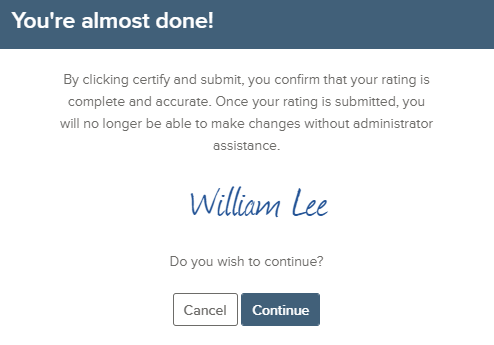 You're almost done!
By clicking certify and submit, you confirm that your rating is
complete and accurate. Once your rating is submitted, you
will no longer be able to make changes without administrator
assistance.
William Lee
Do you wish to continue?
Cancel Continue